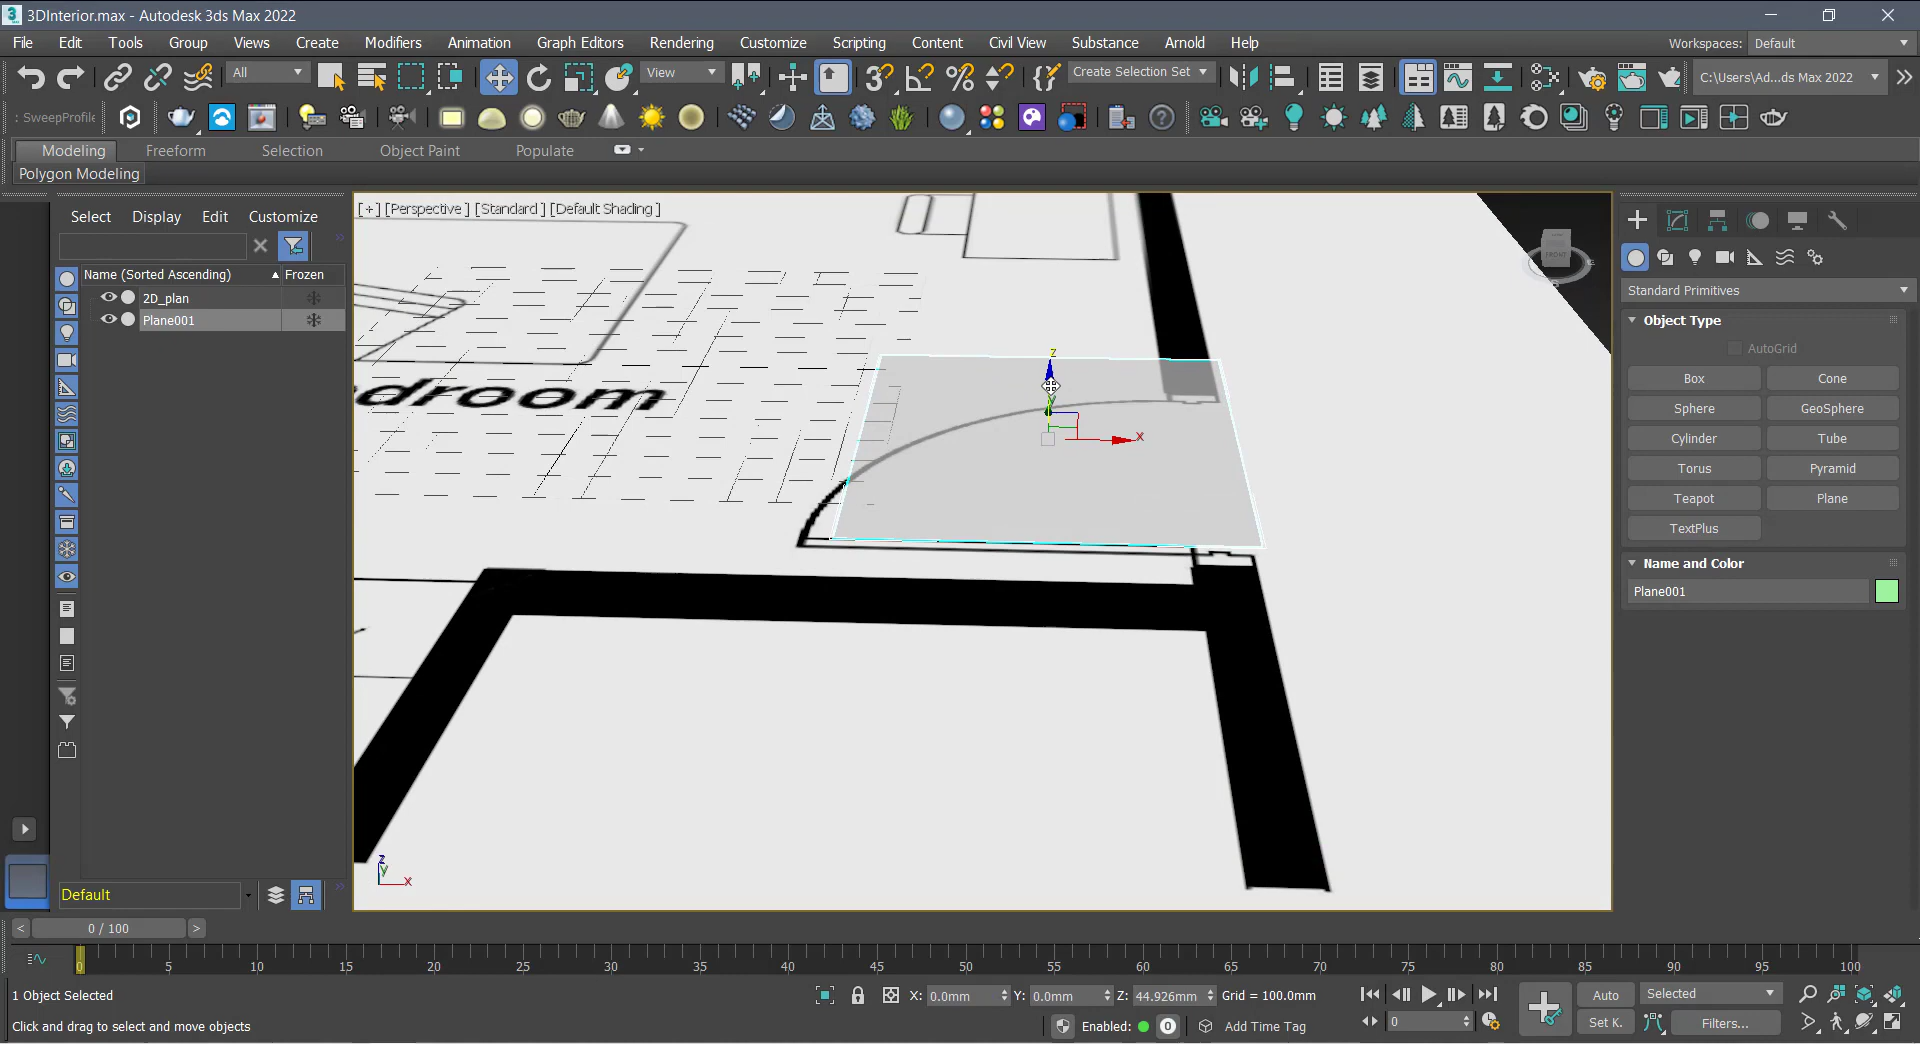 3DInterior.max - Autodesk 3ds Max 2022
File Edit Tools Group Views Create Modifiers Animation Graph Editors Rendering Customize Scripting Content Civil View Substance Arnold Help
Workspaces: Default
All
View
Create Selection Set
C:\Users\Ad...ds Max 2022
: SweepProfile
Modeling Freeform Selection Object Paint Populate
Polygon Modeling
Select Display Edit Customize
Name (Sorted Ascending) Frozen
2D_plan
Plane001
Default
[+] [Perspective] [Standard] [Default Shading]
droom
z
y
x
FRONT
z
y
x
Standard Primitives
Object Type
AutoGrid
Box Cone
Sphere GeoSphere
Cylinder Tube
Torus Pyramid
Teapot Plane
TextPlus
Name and Color
Plane001
0 / 100
0 5 10 15 20 25 30 35 40 45 50 55 60 65 70 75 80 85 90 95 100
1 Object Selected
X: 0.0mm Y: 0.0mm Z: 44.926mm Grid = 100.0mm
Auto
Selected
Click and drag to select and move objects
Enabled: 0 Add Time Tag
0
Set K.
Filters...